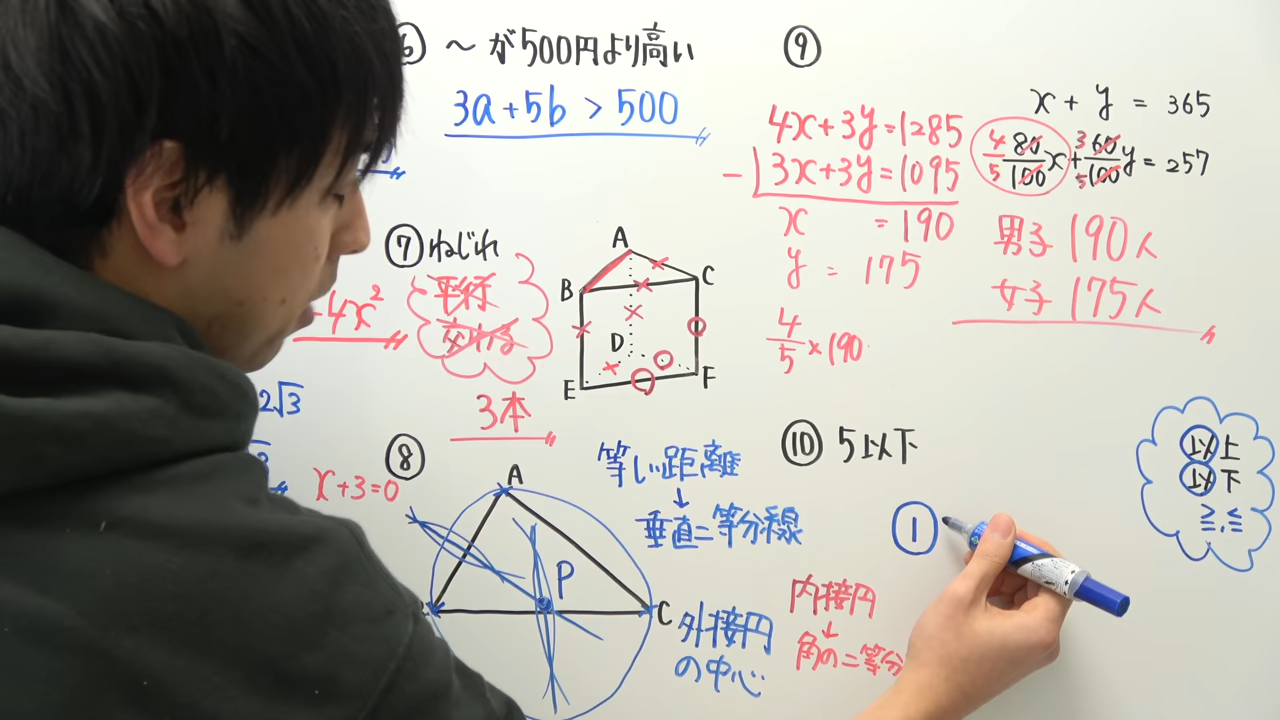 ⑥ ～が500円より高い
3a+5b > 500
⑦ ねじれ
平行
交わる
-4x²
3本
A
B
C
D
E
F
2√3
x+3=0
⑧
A
P
C
等しい距離
↓
垂直二等分線
外接円
の中心
内接円
↓
角の二等分
⑨
x + y = 365
4/5 80/100 x + 3/5 60/100 y = 257
4x+3y=1285
- 3x+3y=1095
x = 190
y = 175
4/5 × 190
男子 190人
女子 175人
⑩ 5以下
①
以上
以下
≧,≦